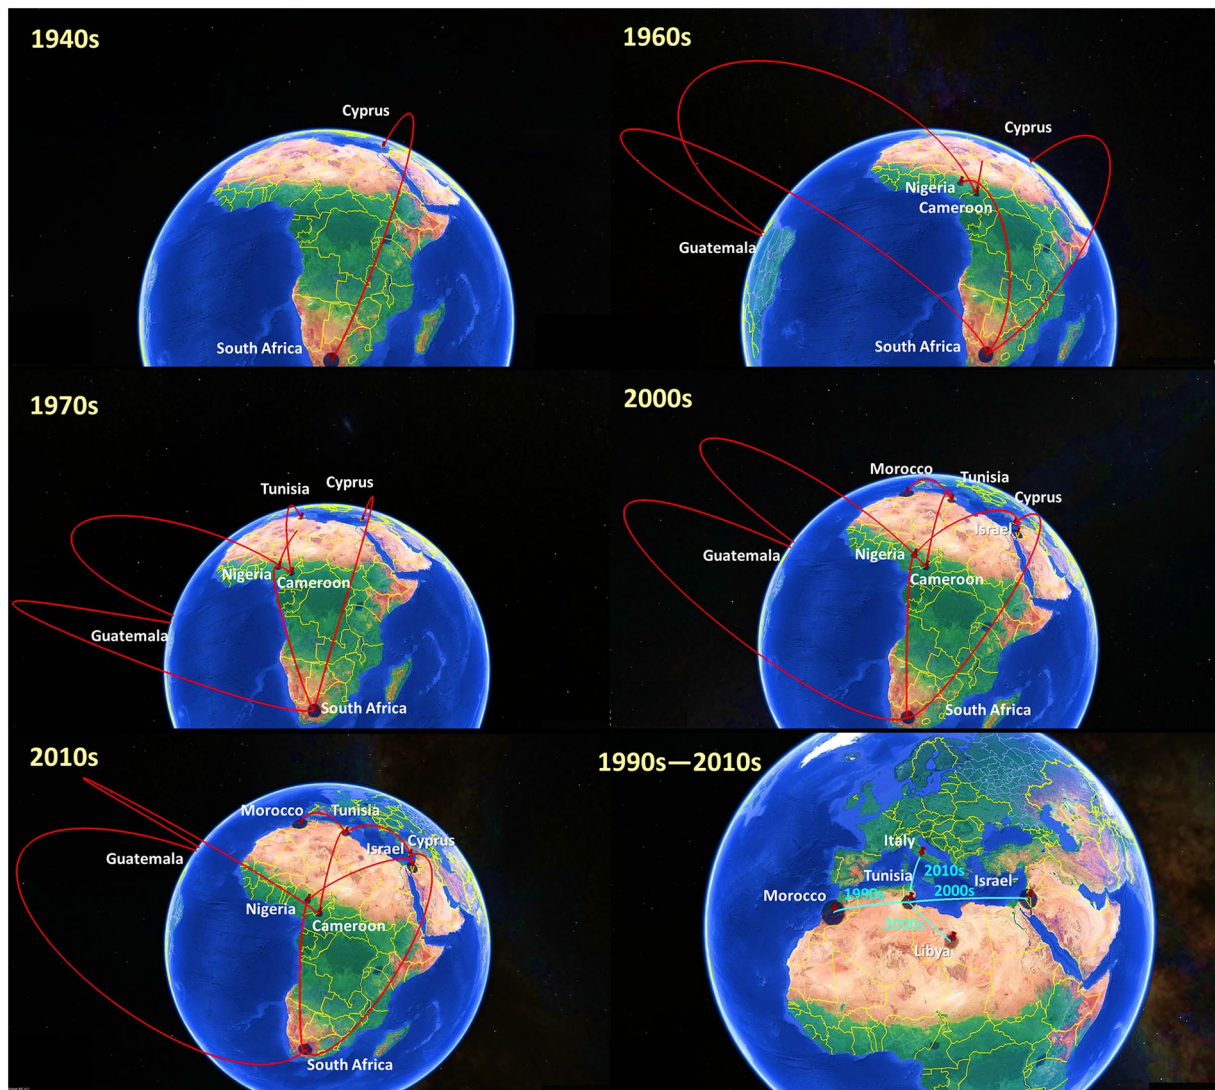 1940s
Cyprus
South Africa
1960s
Cyprus
Nigeria
Cameroon
Guatemala
South Africa
1970s
Tunisia
Cyprus
Nigeria
Cameroon
Guatemala
South Africa
2000s
Morocco
Tunisia
Cyprus
Israel
Nigeria
Guatemala
Cameroon
South Africa
2010s
Morocco
Tunisia
Cyprus
Israel
Guatemala
Nigeria
Cameroon
South Africa
1990s—2010s
Italy
2010s
Tunisia
Israel
2000s
Morocco
1990s
2000s
Libya